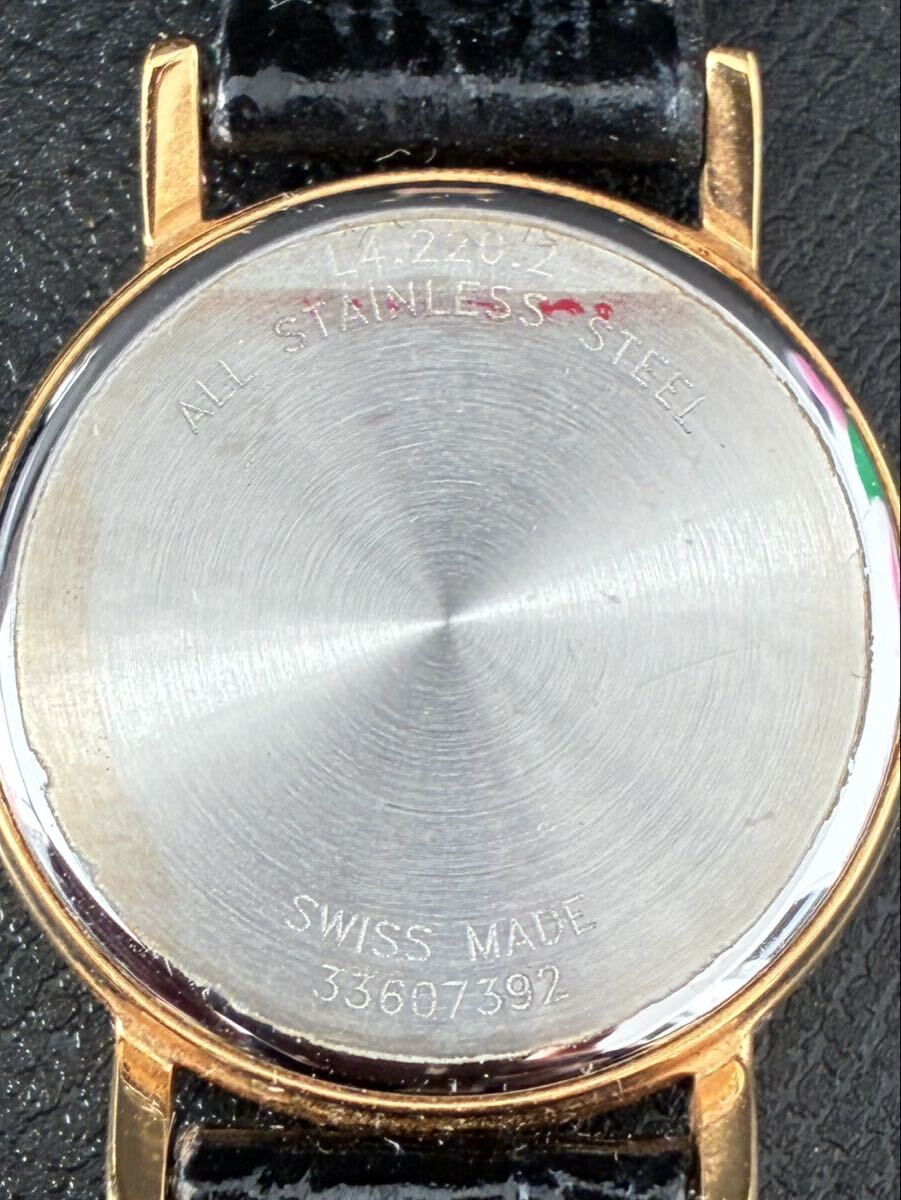 L4.220.2
ALL STAINLESS STEEL
SWISS MADE
33607392